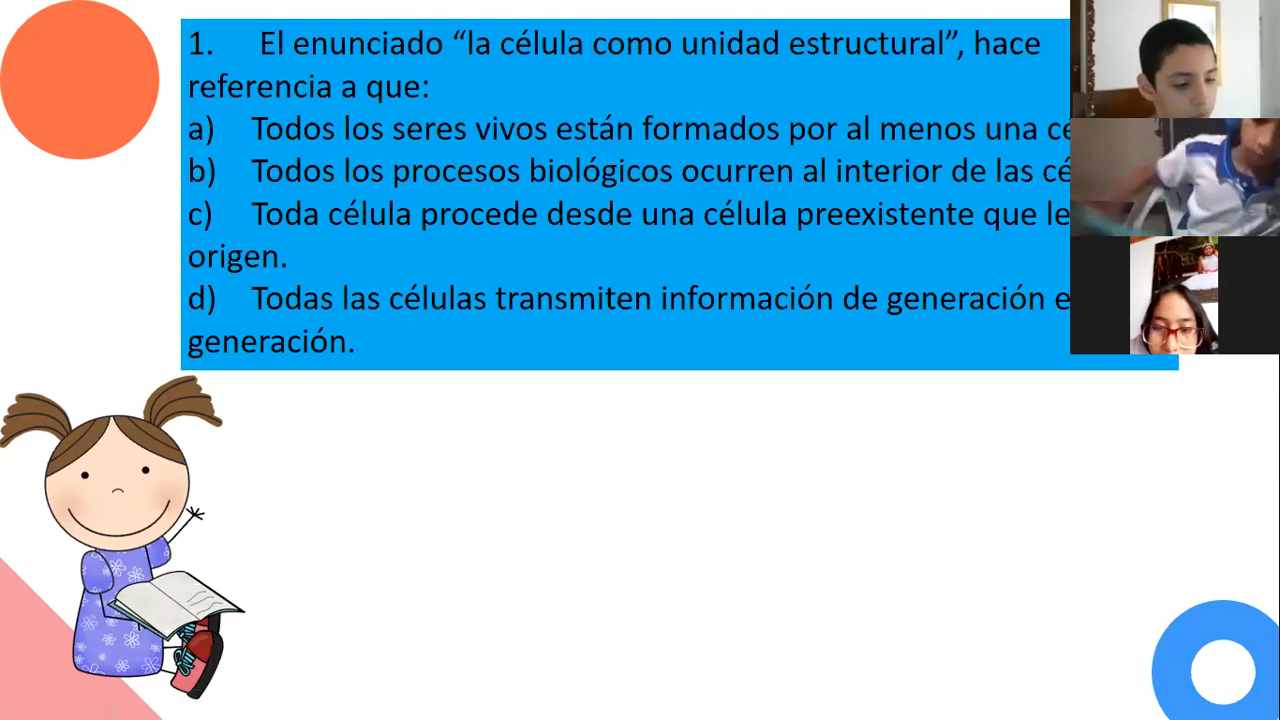 1. El enunciado “la célula como unidad estructural”, hace
referencia a que:
a) Todos los seres vivos están formados por al menos una
b) Todos los procesos biológicos ocurren al interior de las
c) Toda célula procede desde una célula preexistente que
origen.
d) Todas las células transmiten información de generación
generación.